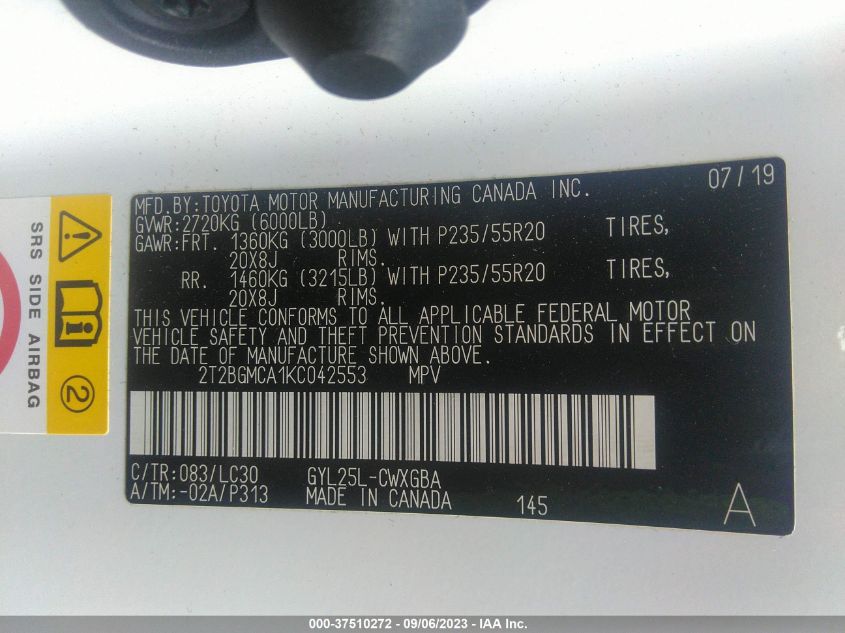 MFD.BY:TOYOTA MOTOR MANUFACTURING CANADA INC. 07/19
GVWR:2720KG (6000LB)
GAWR:FRT. 1360KG (3000LB) WITH P235/55R20 TIRES,
20X8J RIMS.
RR. 1460KG (3215LB) WITH P235/55R20 TIRES,
20X8J RIMS.
THIS VEHICLE CONFORMS TO ALL APPLICABLE FEDERAL MOTOR
VEHICLE SAFETY AND THEFT PREVENTION STANDARDS IN EFFECT ON
THE DATE OF MANUFACTURE SHOWN ABOVE.
2T2BGMCA1KC042553 MPV
C/TR:083/LC30 GYL25L-CWXGBA
A/TM:-02A/P313 MADE IN CANADA 145 A
SRS SIDE AIRBAG
2
000-37510272 - 09/06/2023 - IAA Inc.